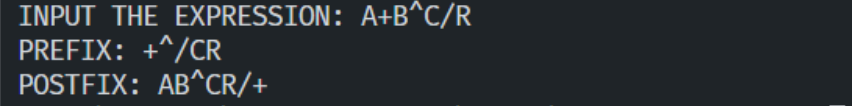 INPUT THE EXPRESSION: A+B^C/R
PREFIX: +^/CR
POSTFIX: AB^CR/+